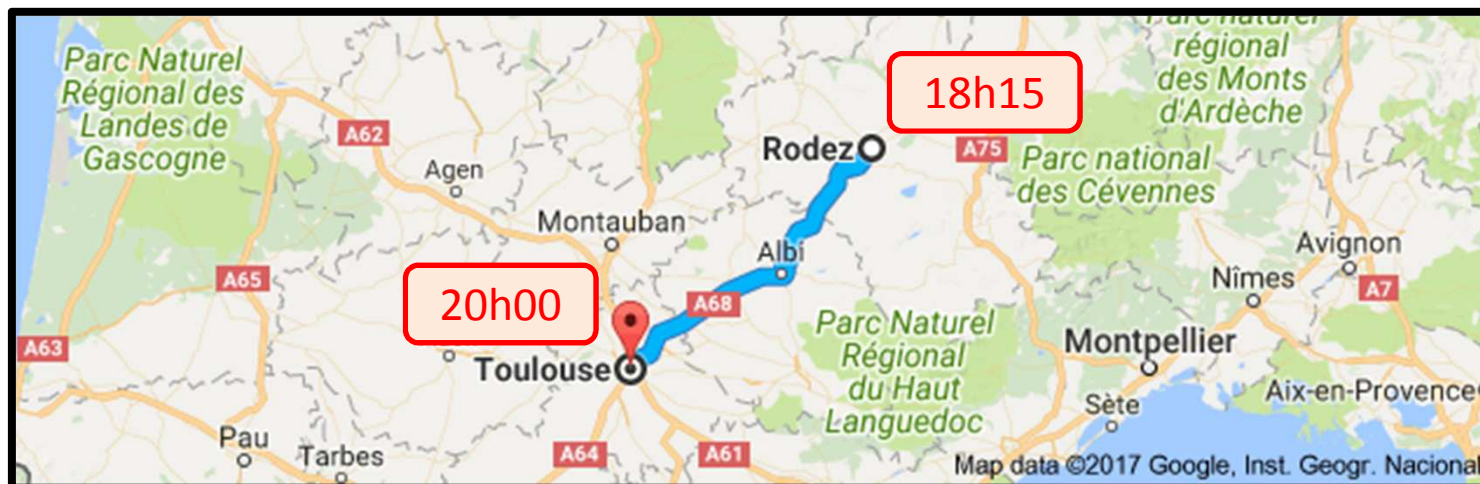 Parc Naturel
Régional des
Landes de
Gascogne
Parc naturel
régional
des Monts
d'Ardèche
18h15
A62
Rodez
A75
Parc national
des Cévennes
Agen
Montauban
Albi
Avignon
A65
Nîmes
A7
20h00
A68
A63
Toulouse
Parc Naturel
Régional
du Haut
Languedoc
Montpellier
Aix-en-Provence
Sète
Pau
Tarbes
A64
A61
Map data ©2017 Google, Inst. Geogr. Nacional